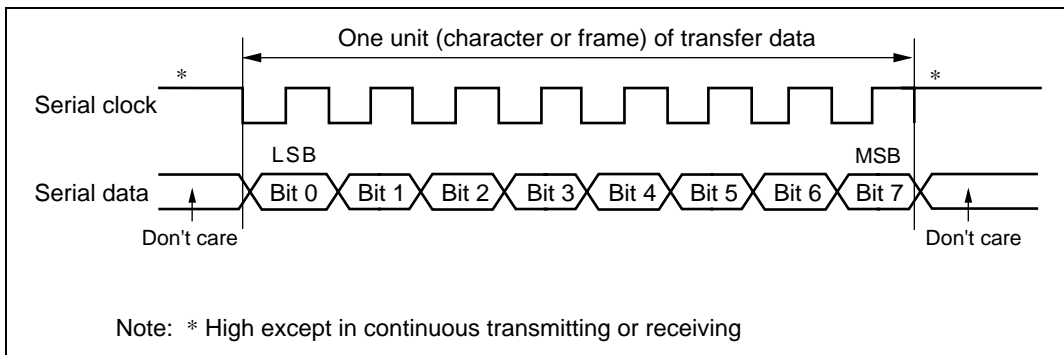 One unit (character or frame) of transfer data
* *
Serial clock
LSB MSB
Serial data Bit 0 Bit 1 Bit 2 Bit 3 Bit 4 Bit 5 Bit 6 Bit 7
Don't care Don't care
Note: * High except in continuous transmitting or receiving